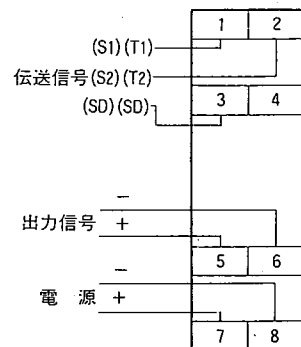 1 2
(S1)(T1)
伝送信号(S2)(T2)
(SD)(SD)
3 4
−
出力信号 +
5 6
−
電 源 +
7 8